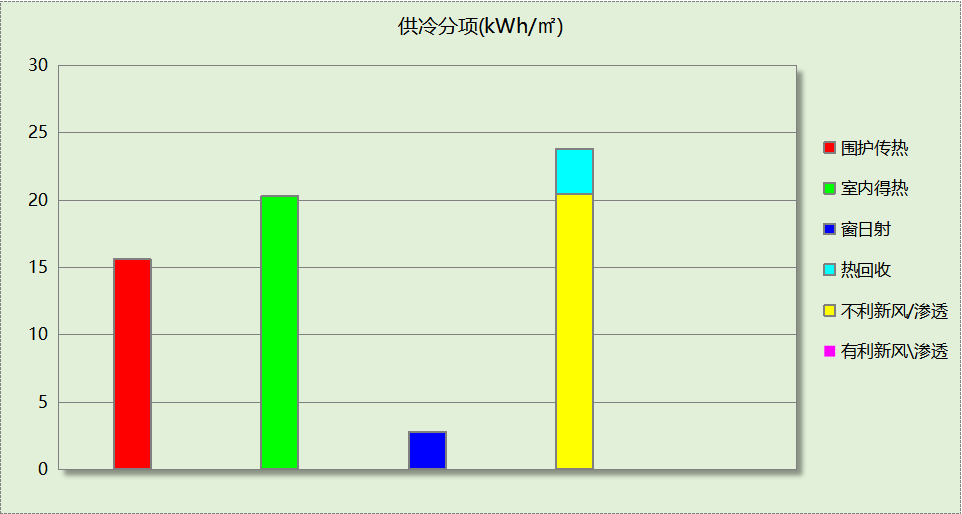 供冷分项(kWh/㎡)
30
25
20
15
10
5
0
围护传热
室内得热
窗日射
热回收
不利新风/渗透
有利新风\渗透